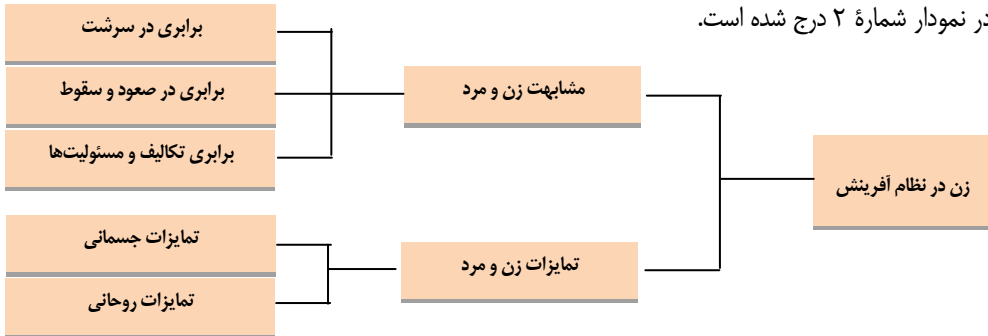 در نمودار شمارۀ ۲ درج شده است.
زن در نظام آفرینش
مشابهت زن و مرد
برابری در سرشت
برابری در صعود و سقوط
برابری تکالیف و مسئولیت‌ها
تمایزات زن و مرد
تمایزات جسمانی
تمایزات روحانی